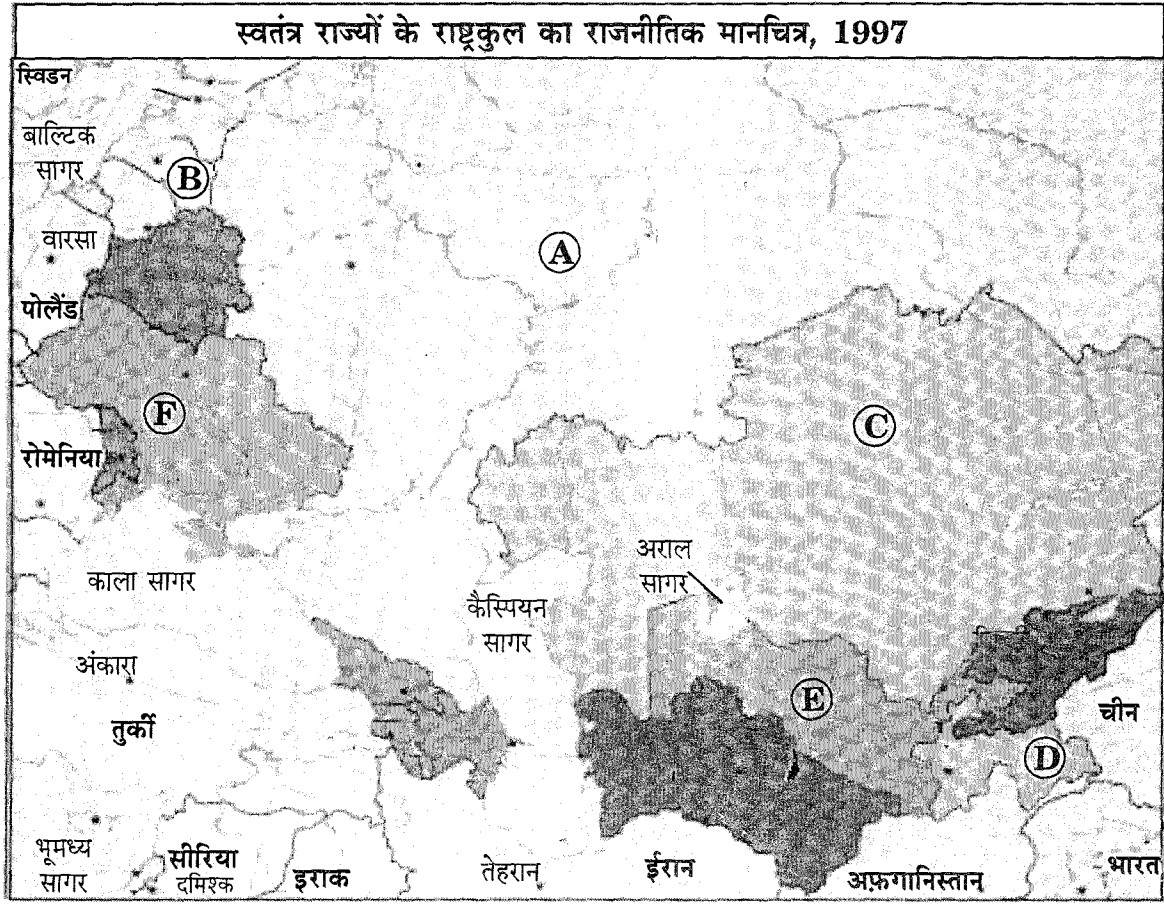 स्वतंत्र राज्यों के राष्ट्रकुल का राजनीतिक मानचित्र, 1997
स्विडन
बाल्टिक
सागर
B
वारसा
A
पोलैंड
F
C
रोमेनिया
अराल
सागर
काला सागर
कैस्पियन
सागर
अंकारा
E
तुर्की
चीन
D
भूमध्य
सागर
सीरिया
दमिश्क
इराक
तेहरान
ईरान
अफ़गानिस्तान
भारत